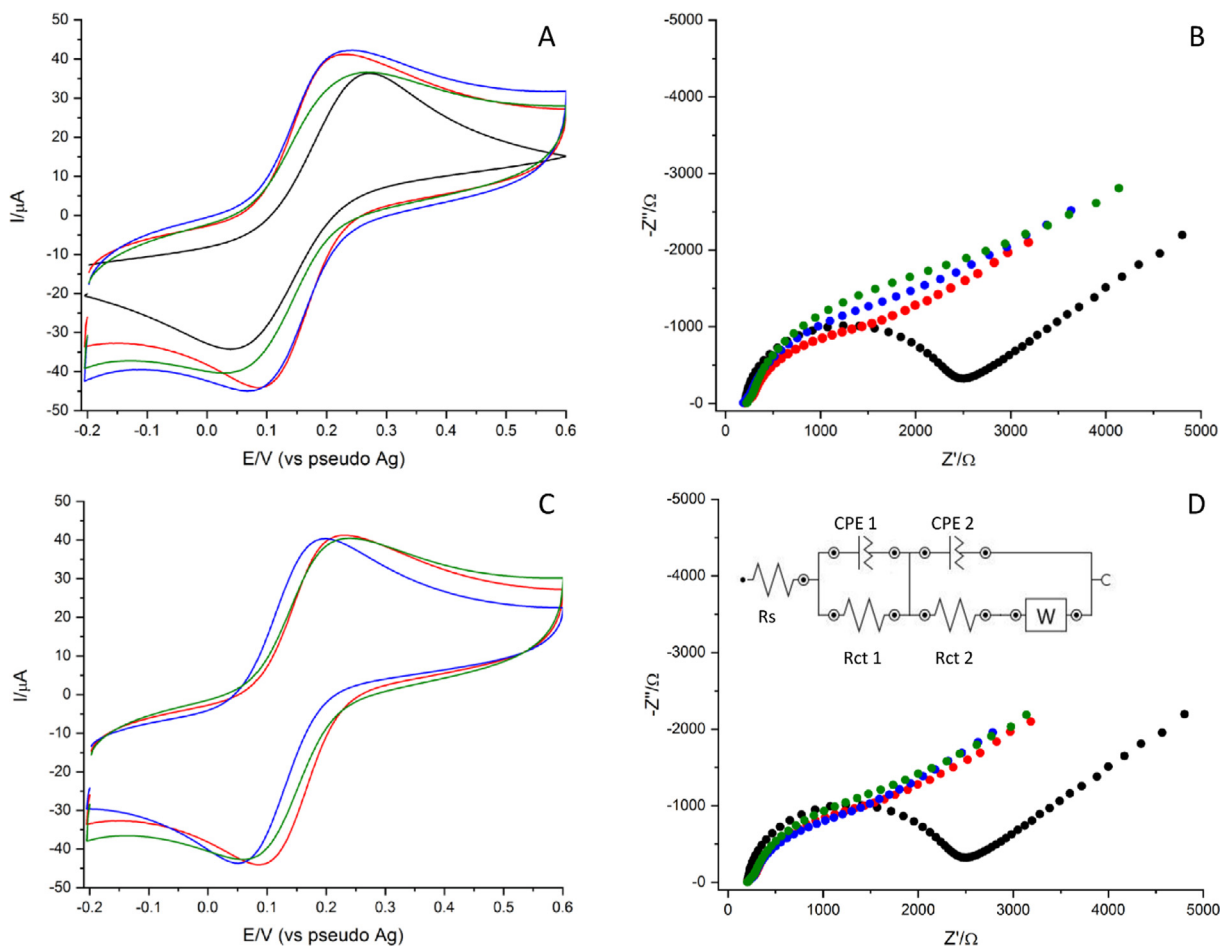 A
50
40
30
20
10
0
-10
-20
-30
-40
-50
I/µA
-0.2 -0.1 0.0 0.1 0.2 0.3 0.4 0.5 0.6
E/V (vs pseudo Ag)
B
-5000
-4000
-3000
-2000
-1000
-0
-Z''/Ω
0 1000 2000 3000 4000 5000
Z'/Ω
C
50
40
30
20
10
0
-10
-20
-30
-40
-50
I/µA
-0.2 -0.1 0.0 0.1 0.2 0.3 0.4 0.5 0.6
E/V (vs pseudo Ag)
D
-5000
-4000
-3000
-2000
-1000
-0
-Z''/Ω
CPE 1 CPE 2
Rs
W
Rct 1 Rct 2
0 1000 2000 3000 4000 5000
Z'/Ω